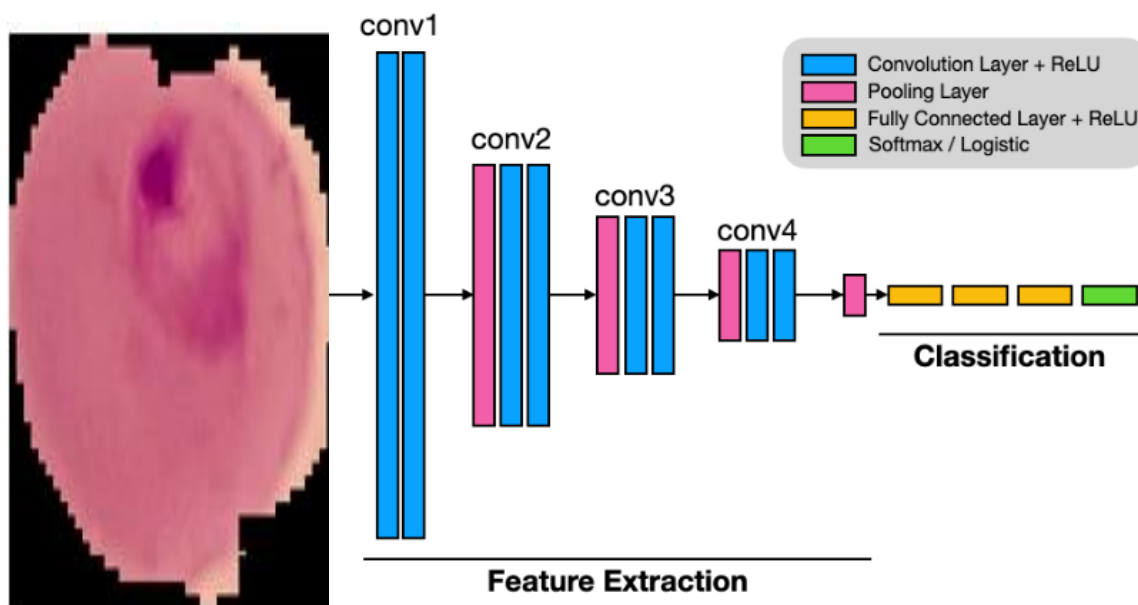 conv1
conv2
conv3
conv4
Convolution Layer + ReLU
Pooling Layer
Fully Connected Layer + ReLU
Softmax / Logistic
Classification
Feature Extraction